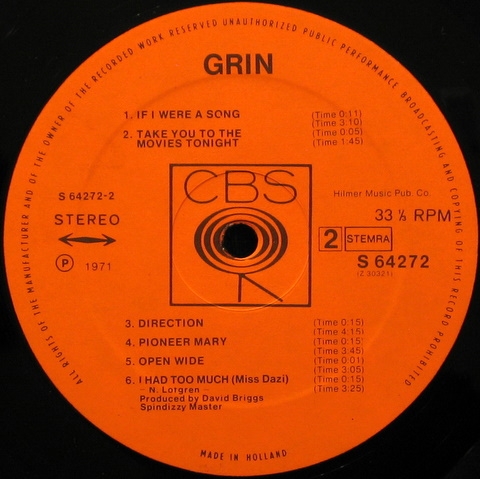 ALL RIGHTS OF THE MANUFACTURER AND OF THE OWNER OF THE RECORDED WORK RESERVED UNAUTHORIZED PUBLIC PERFORMANCE BROADCASTING AND COPYING OF THIS RECORD PROHIBITED
GRIN
1. IF I WERE A SONG (Time 0:11)
(Time 3:10)
2. TAKE YOU TO THE (Time 0:05)
MOVIES TONIGHT (Time 1:45)
CBS
S 64272-2
STEREO
℗ 1971
Hilmer Music Pub. Co.
33 ⅓ RPM
2 STEMRA
S 64272
(Z 30321)
3. DIRECTION (Time 0:15)
(Time 4:15)
4. PIONEER MARY (Time 0:15)
(Time 3:45)
5. OPEN WIDE (Time 0:01)
(Time 3:05)
6. I HAD TOO MUCH (Miss Dazi) (Time 0:15)
- N. Lofgren - (Time 3:25)
Produced by David Briggs
Spindizzy Master
MADE IN HOLLAND